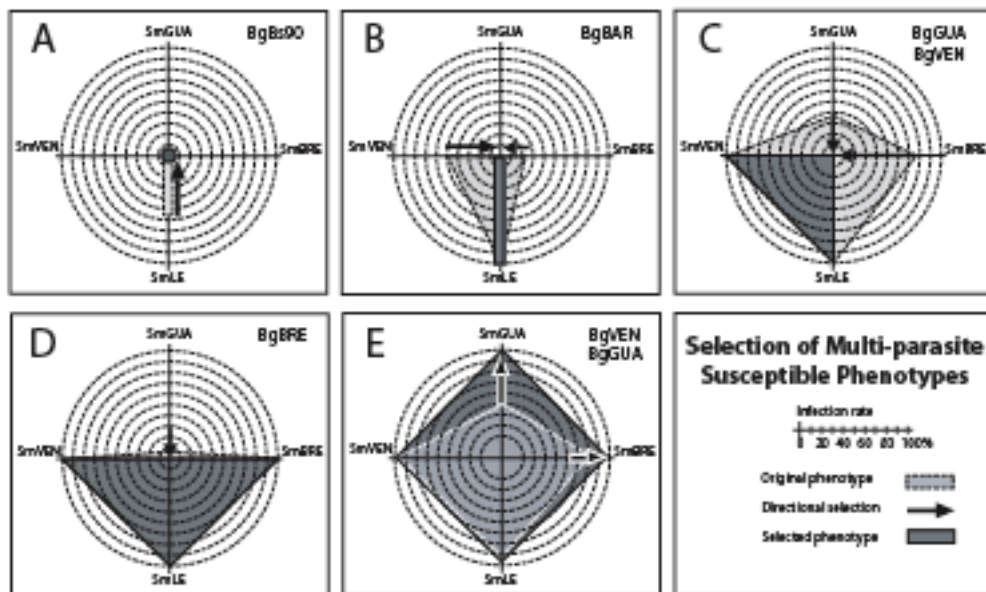 A
SmGUA
BgBs90
SmVEN
SmBRE
SmLE
B
SmGUA
BgBAR
SmVEN
SmBRE
SmLE
C
SmGUA
BgGUA
BgVEN
SmVEN
SmBRE
SmLE
D
SmGUA
BgBRE
SmVEN
SmBRE
SmLE
E
SmGUA
BgVEN
BgGUA
SmVEN
SmBRE
SmLE
Selection of Multi-parasite
Susceptible Phenotypes
Infection rate
0 20 40 60 80 100%
Original phenotype
Directional selection
Selected phenotype